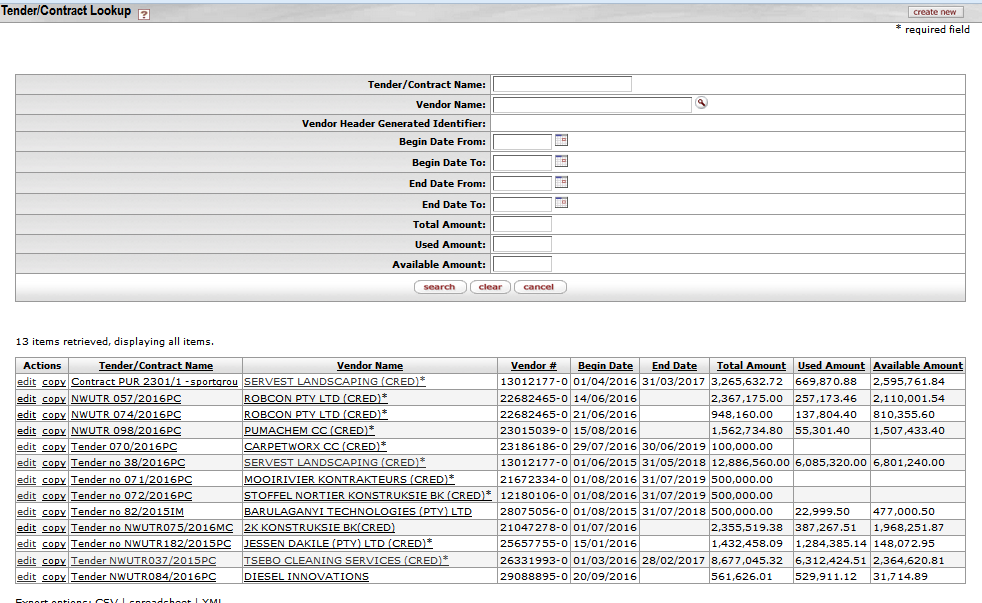 Tender/Contract Lookup ? create new
* required field
Tender/Contract Name:
Vendor Name:
Vendor Header Generated Identifier:
Begin Date From:
Begin Date To:
End Date From:
End Date To:
Total Amount:
Used Amount:
Available Amount:
search clear cancel
13 items retrieved, displaying all items.
Actions Tender/Contract Name Vendor Name Vendor # Begin Date End Date Total Amount Used Amount Available Amount
edit copy Contract PUR 2301/1 -sportgrou SERVEST LANDSCAPING (CRED)* 13012177-0 01/04/2016 31/03/2017 3,265,632.72 669,870.88 2,595,761.84
edit copy NWUTR 057/2016PC ROBCON PTY LTD (CRED)* 22682465-0 14/06/2016 2,367,175.00 257,173.46 2,110,001.54
edit copy NWUTR 074/2016PC ROBCON PTY LTD (CRED)* 22682465-0 21/06/2016 948,160.00 137,804.40 810,355.60
edit copy NWUTR 098/2016PC PUMACHEM CC (CRED)* 23015039-0 15/08/2016 1,562,734.80 55,301.40 1,507,433.40
edit copy Tender 070/2016PC CARPETWORX CC (CRED)* 23186186-0 29/07/2016 30/06/2019 100,000.00
edit copy Tender no 38/2016PC SERVEST LANDSCAPING (CRED)* 13012177-0 01/06/2015 31/05/2018 12,886,560.00 6,085,320.00 6,801,240.00
edit copy Tender no 071/2016PC MOOIRIVIER KONTRAKTEURS (CRED)* 21672334-0 01/08/2016 31/07/2019 500,000.00
edit copy Tender no 072/2016PC STOFFEL NORTIER KONSTRUKSIE BK (CRED)* 12180106-0 01/08/2016 31/07/2019 500,000.00
edit copy Tender no 82/2015IM BARULAGANYI TECHNOLOGIES (PTY) LTD 28075056-0 01/08/2015 31/07/2018 500,000.00 22,999.50 477,000.50
edit copy Tender no NWUTR075/2016MC 2K KONSTRUKSIE BK(CRED) 21047278-0 01/07/2016 2,355,519.38 387,267.51 1,968,251.87
edit copy Tender no NWUTR182/2015PC JESSEN DAKILE (PTY) LTD (CRED)* 25657755-0 15/01/2016 1,432,458.09 1,284,385.14 148,072.95
edit copy Tender NWUTR037/2015PC TSEBO CLEANING SERVICES (CRED)* 26331993-0 01/03/2016 28/02/2017 8,677,045.32 6,312,424.51 2,364,620.81
edit copy Tender NWUTR084/2016PC DIESEL INNOVATIONS 29088895-0 20/09/2016 561,626.01 529,911.12 31,714.89
Export options: CSV | spreadsheet | XML